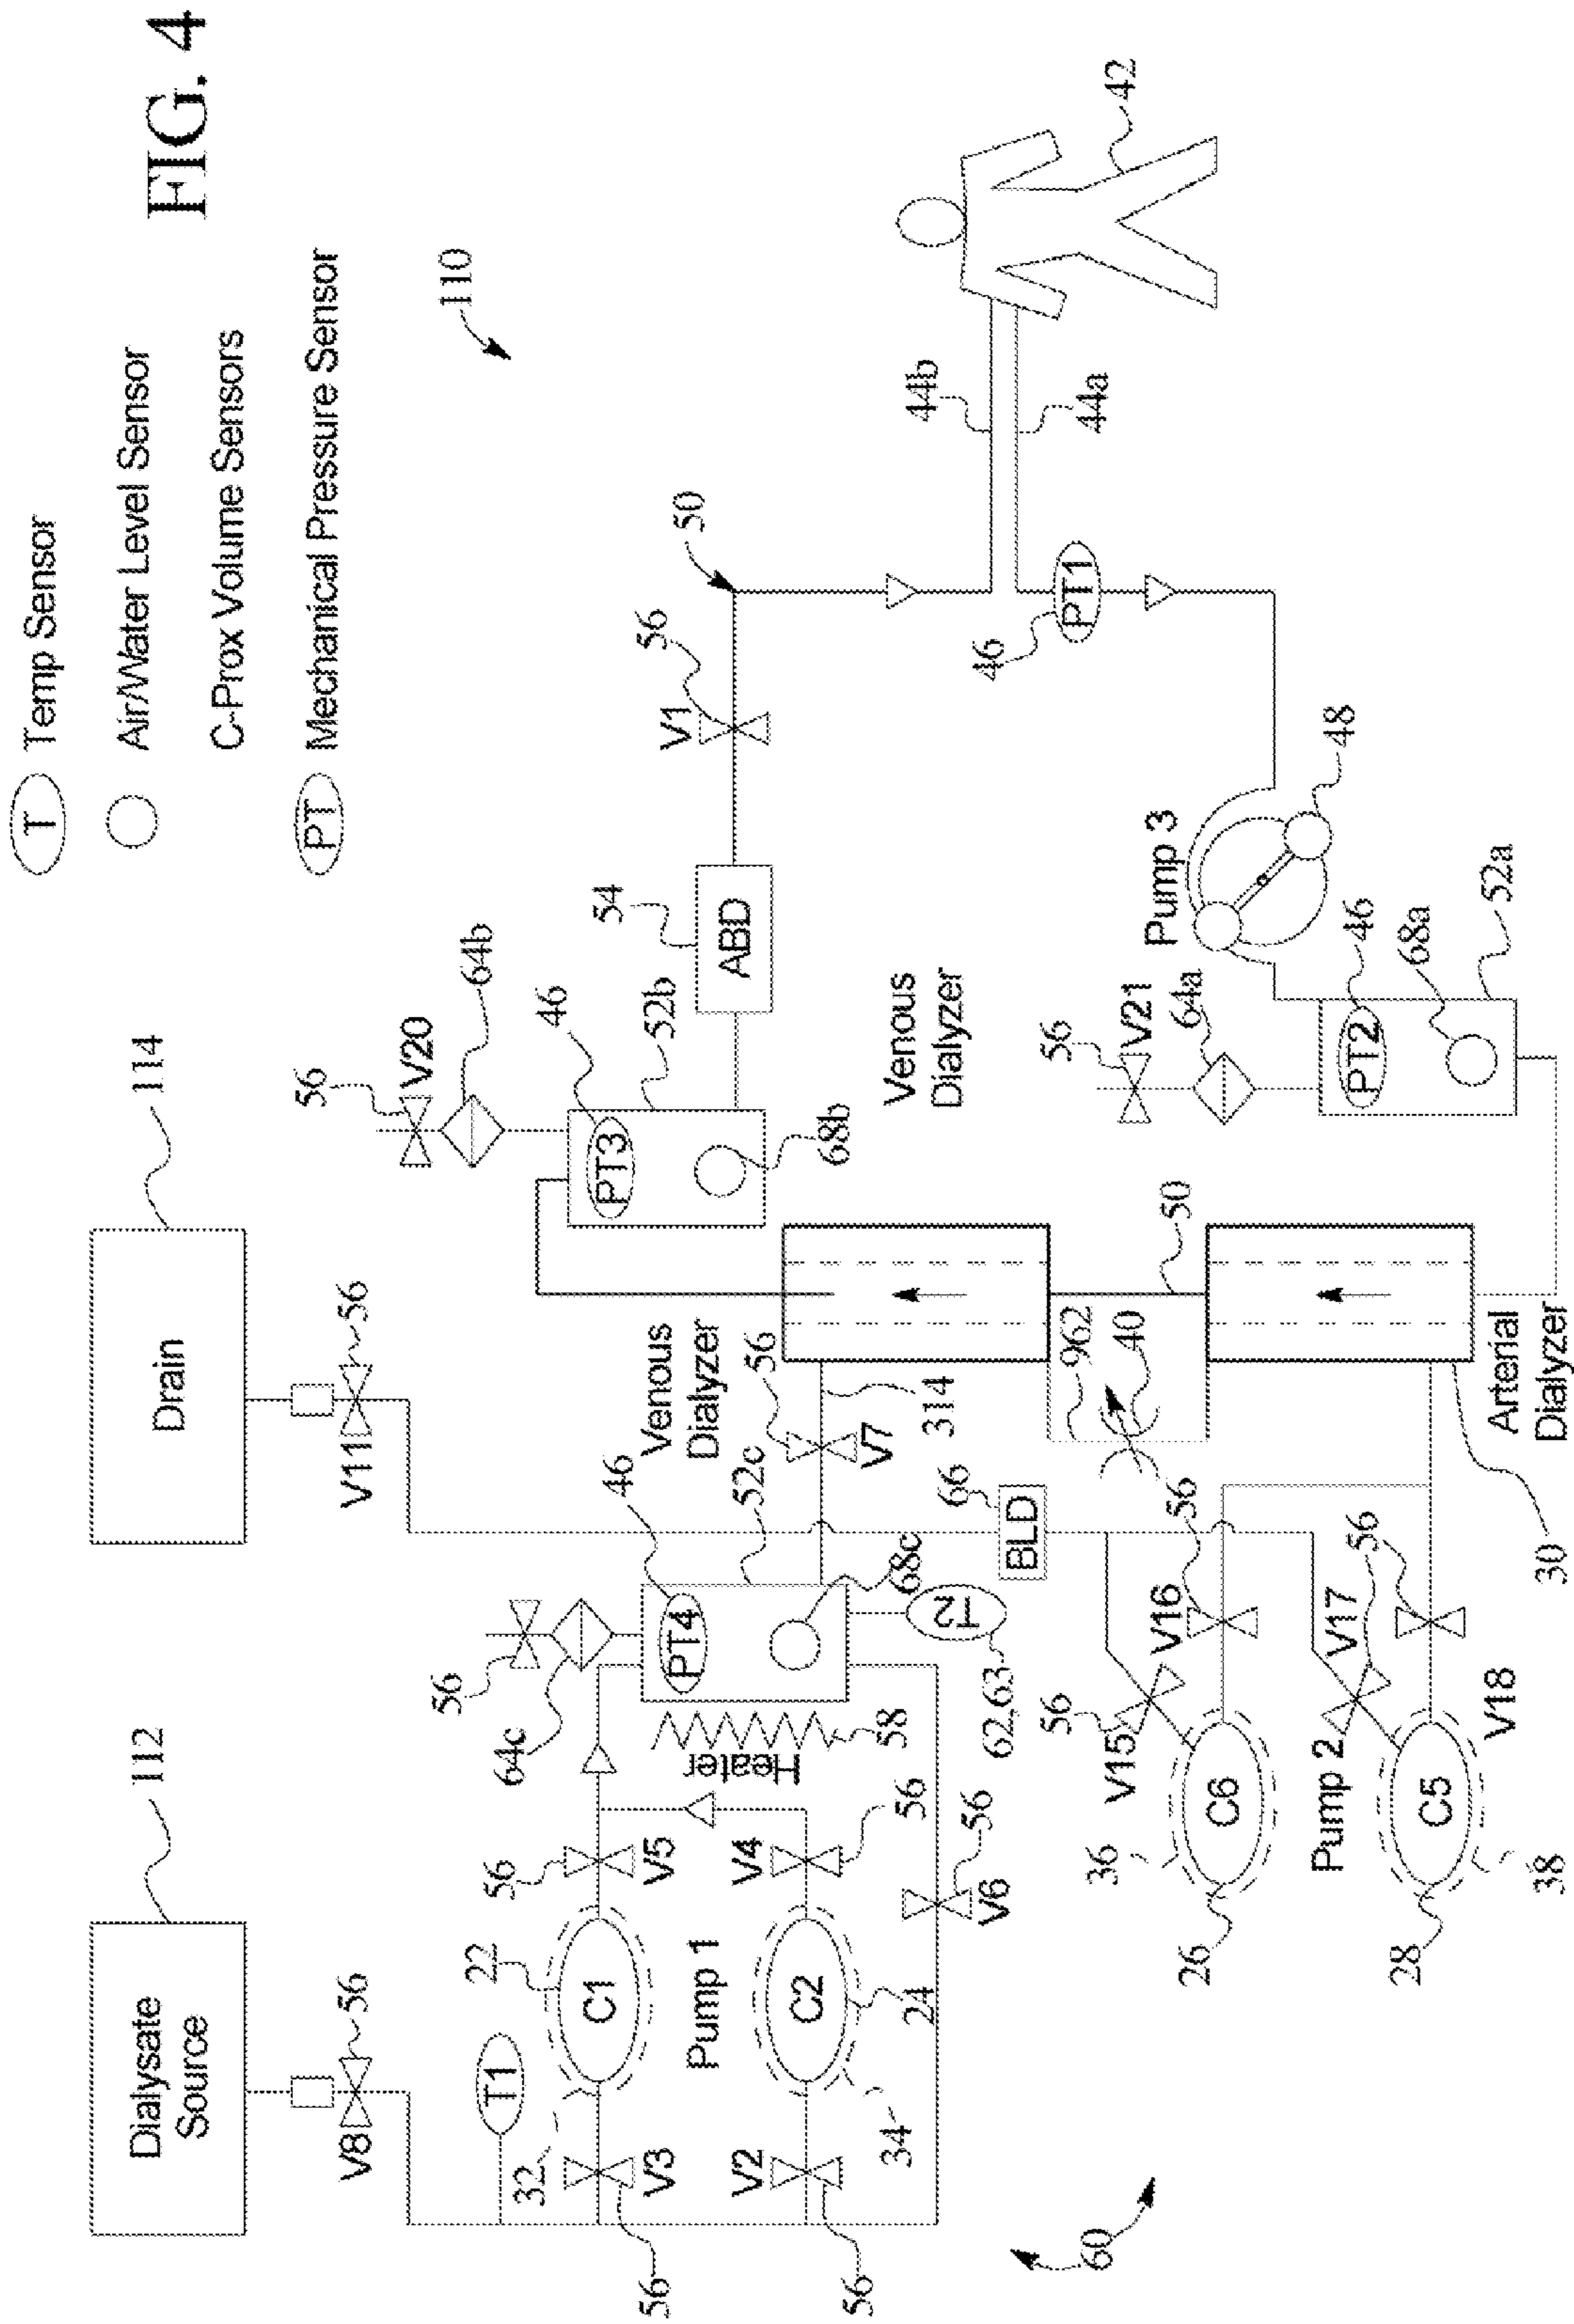 T Temp Sensor
Air/Water Level Sensor
C-Prox Volume Sensors
PT Mechanical Pressure Sensor
FIG. 4
110
Dialysate
Source
112
Drain
114
V8
56
V11
56
56
V20
64b
T1
22
56
64c
56
46
46
54
32
C1
PT4
PT3
52b
50
56
V3
V5
Heater
Venous
Dialyzer
52c
56
V1
56
Pump 1
58
68c
V7
68b
ABD
56
V2
C2
V4
56
34
24
T2
62,63
314
Venous
Dialyzer
44b
44a
42
56
V6
66
BLD
962
40
50
46
PT1
60
V15
56
V16
56
56
V21
64a
Pump 3
48
36
C6
26
Pump 2
V17
56
46
PT2
68a
52a
C5
28
38
V18
30
Arterial
Dialyzer